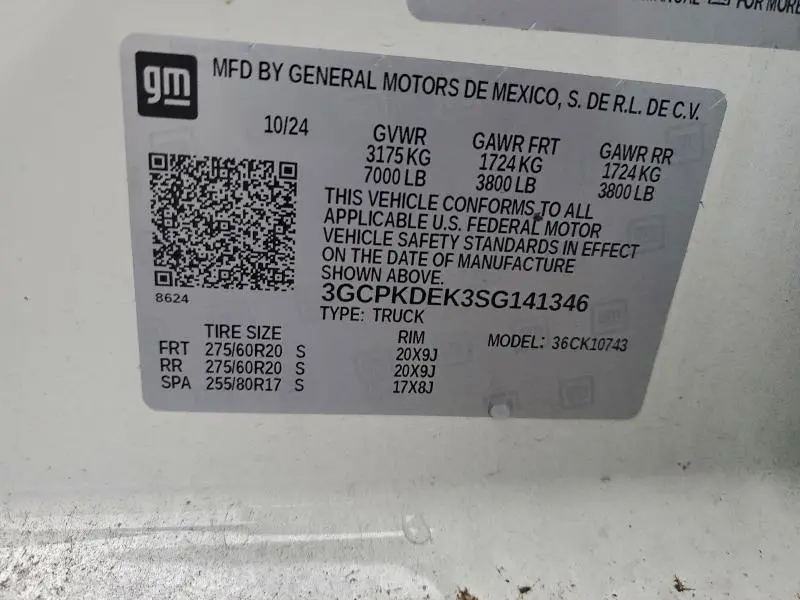 MANUAL FOR MORE
gm MFD BY GENERAL MOTORS DE MEXICO, S. DE R.L. DE C.V.
10/24 GVWR GAWR FRT GAWR RR
3175 KG 1724 KG 1724 KG
7000 LB 3800 LB 3800 LB
THIS VEHICLE CONFORMS TO ALL
APPLICABLE U.S. FEDERAL MOTOR
VEHICLE SAFETY STANDARDS IN EFFECT
ON THE DATE OF MANUFACTURE
SHOWN ABOVE.
8624
3GCPKDEK3SG141346
TYPE: TRUCK
TIRE SIZE RIM MODEL: 36CK10743
FRT 275/60R20 S 20X9J
RR 275/60R20 S 20X9J
SPA 255/80R17 S 17X8J